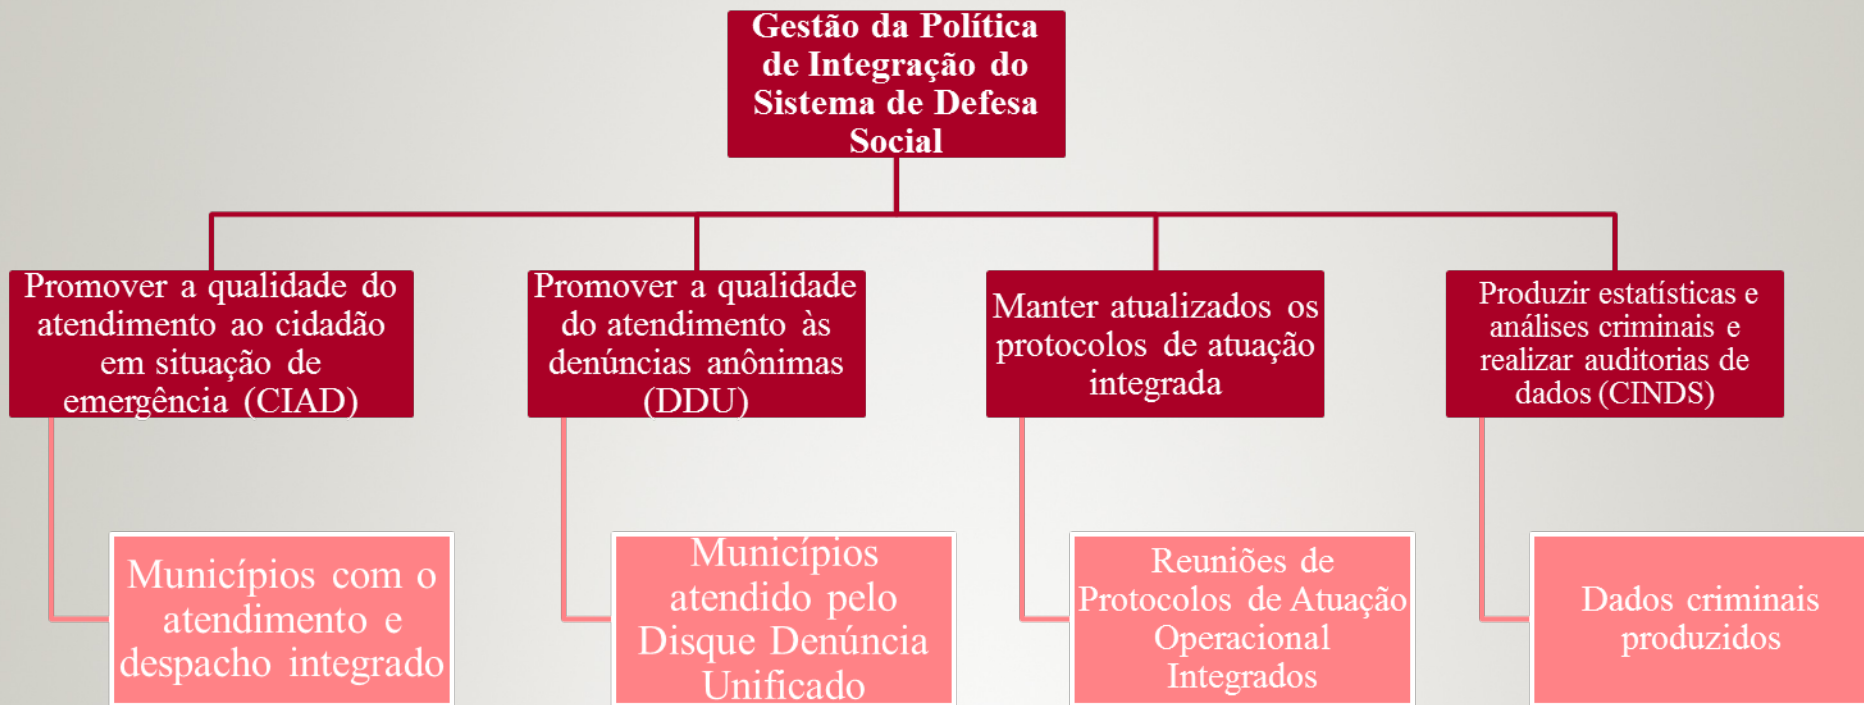 Gestão da Política
de Integração do
Sistema de Defesa
Social
Promover a qualidade do
atendimento ao cidadão
em situação de
emergência (CIAD)
Promover a qualidade
do atendimento às
denúncias anônimas
(DDU)
Manter atualizados os
protocolos de atuação
integrada
Produzir estatísticas e
análises criminais e
realizar auditorias de
dados (CINDS)
Municípios com o
atendimento e
despacho integrado
Municípios
atendido pelo
Disque Denúncia
Unificado
Reuniões de
Protocolos de Atuação
Operacional
Integrados
Dados criminais
produzidos